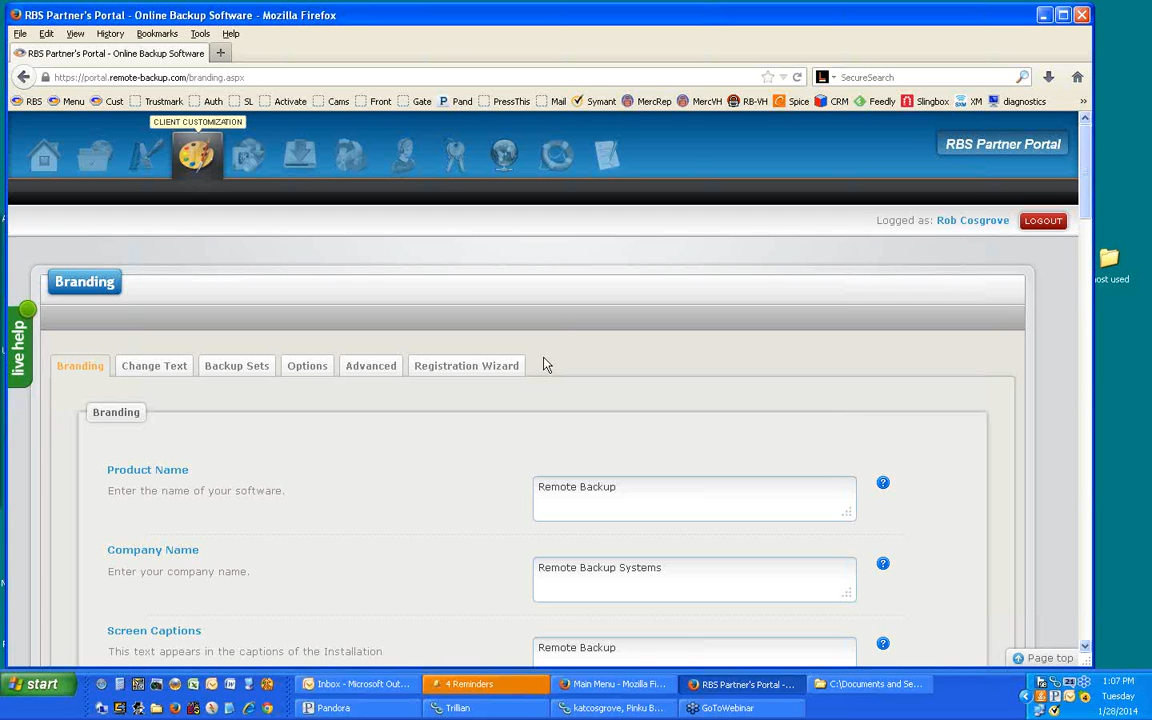 RBS Partner's Portal - Online Backup Software - Mozilla Firefox
File Edit View History Bookmarks Tools Help
RBS Partner's Portal - Online Backup Software
https://portal.remote-backup.com/branding.aspx
SecureSearch
RBS Menu Cust Trustmark Auth SL Activate Cams Front Gate Pand PressThis Mail Symant MercRep MercVH RB-VH Spice CRM Feedly Slingbox XM diagnostics »
CLIENT CUSTOMIZATION
RBS Partner Portal
Logged as: Rob Cosgrove LOGOUT
most used
Branding
live help
Branding Change Text Backup Sets Options Advanced Registration Wizard
Branding
Product Name
Enter the name of your software.
Remote Backup
Company Name
Enter your company name.
Remote Backup Systems
Screen Captions
This text appears in the captions of the Installation
Remote Backup
Page top
start
Inbox - Microsoft Out...
4 Reminders
Main Menu - Mozilla Fi...
RBS Partner's Portal -...
C:\Documents and Se...
1:07 PM
Pandora
Trillian
katcosgrove, Pinku B...
GoToWebinar
Tuesday
1/28/2014